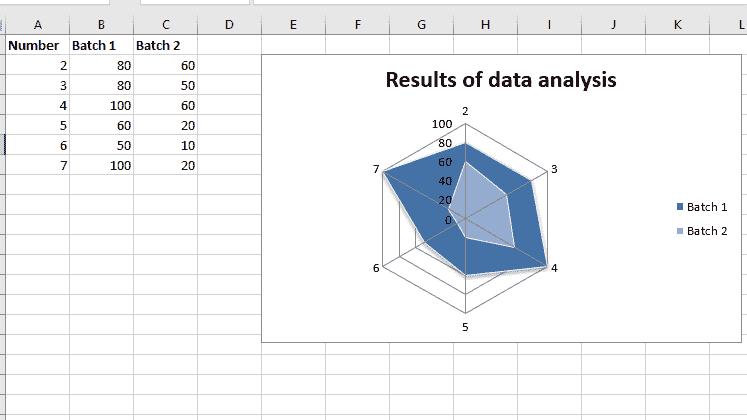 A B C D E F G H I J K L
Number Batch 1 Batch 2
2 80 60
3 80 50
4 100 60
5 60 20
6 50 10
7 100 20
Results of data analysis
2
100
80
60
40
20
0
3
4
5
6
7
Batch 1
Batch 2